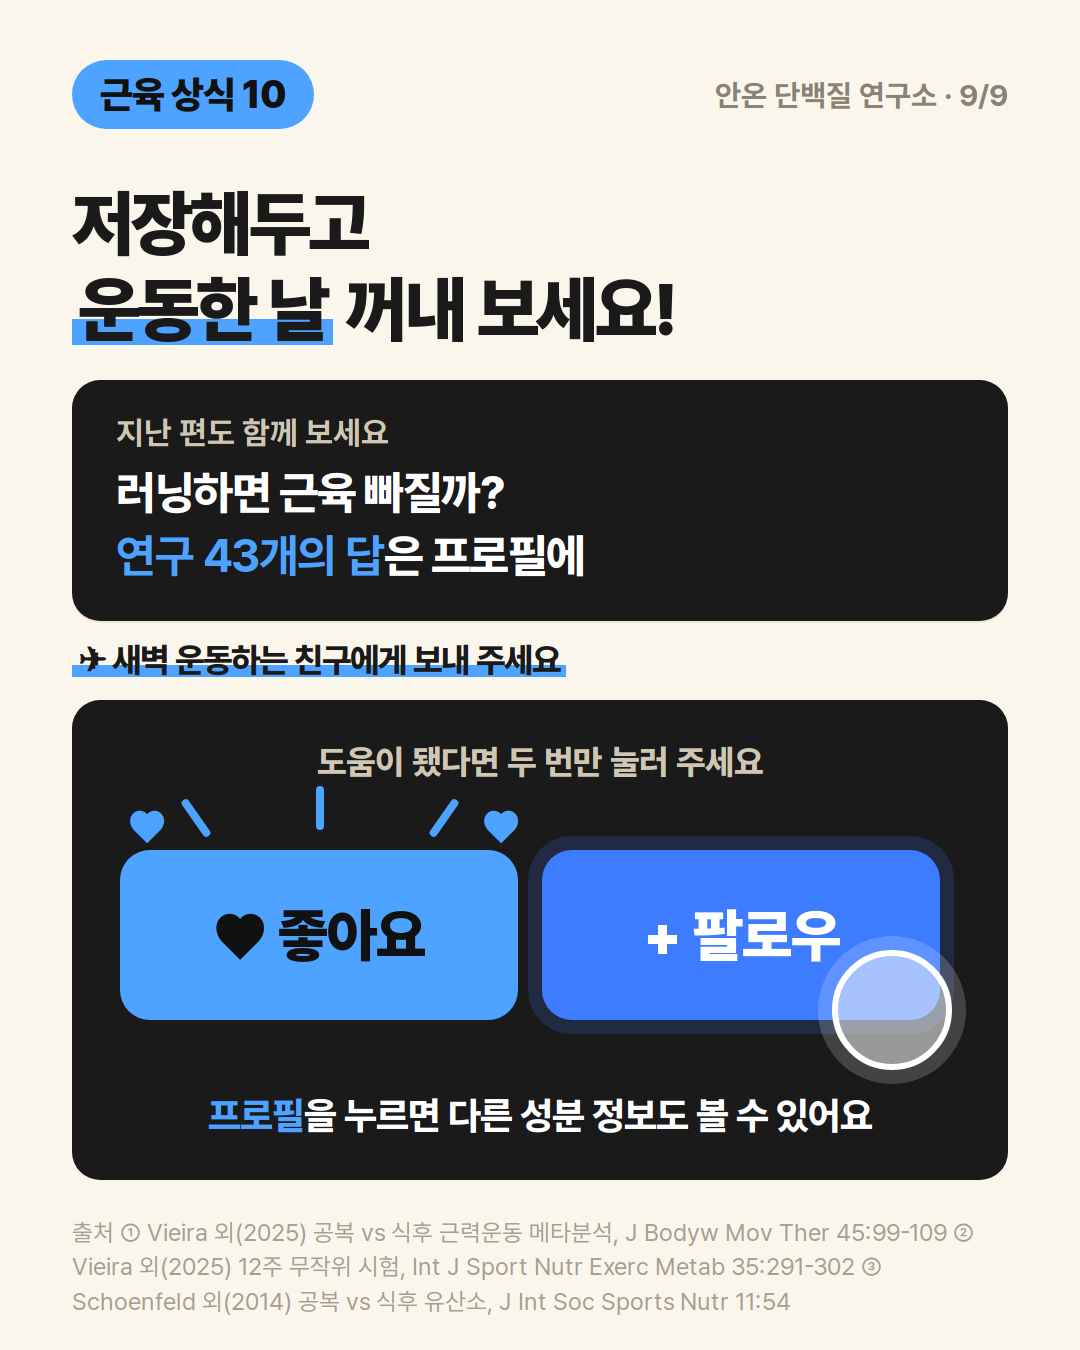 근육 상식 10
안온 단백질 연구소 · 9/9
저장해두고
운동한 날 꺼내 보세요!
지난 편도 함께 보세요
러닝하면 근육 빠질까?
연구 43개의 답은 프로필에
✈ 새벽 운동하는 친구에게 보내 주세요
도움이 됐다면 두 번만 눌러 주세요
♥ 좋아요
+ 팔로우
프로필을 누르면 다른 성분 정보도 볼 수 있어요
출처 ① Vieira 외(2025) 공복 vs 식후 근력운동 메타분석, J Bodyw Mov Ther 45:99-109 ②
Vieira 외(2025) 12주 무작위 시험, Int J Sport Nutr Exerc Metab 35:291-302 ③
Schoenfeld 외(2014) 공복 vs 식후 유산소, J Int Soc Sports Nutr 11:54